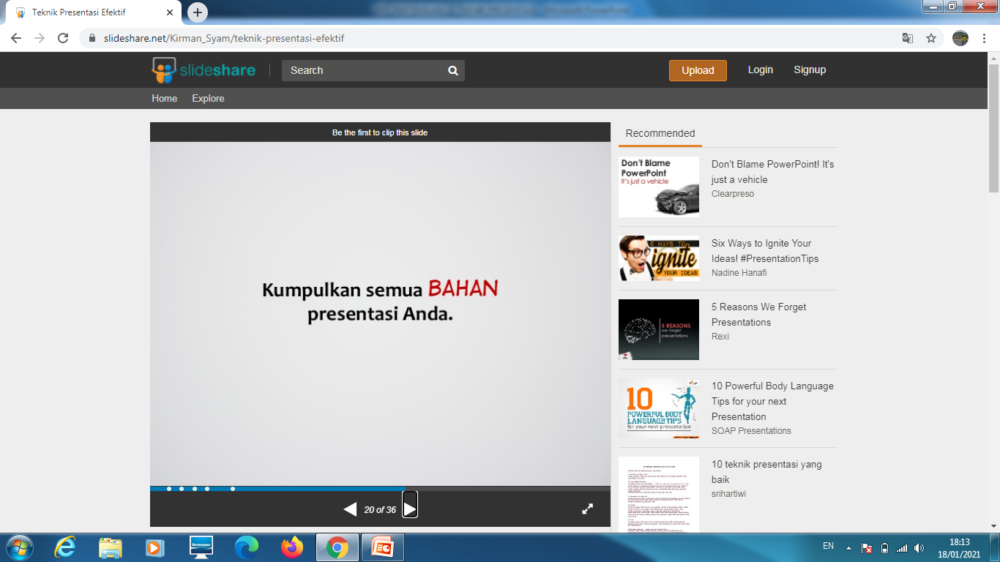 Teknik Presentasi Efektif
slideshare.net/Kirman_Syam/teknik-presentasi-efektif
slideshare
Search
Upload
Login
Signup
Home
Explore
Be the first to clip this slide
Kumpulkan semua BAHAN
presentasi Anda.
20 of 36
Recommended
Don't Blame
PowerPoint
It's just a vehicle
Don't Blame PowerPoint! It's
just a vehicle
Clearpreso
6 WAYS TO
ignite
YOUR IDEAS
Six Ways to Ignite Your
Ideas! #PresentationTips
Nadine Hanafi
5 REASONS
we forget
presentations
5 Reasons We Forget
Presentations
Rexi
10
POWERFUL BODY
LANGUAGE TIPS
for your next presentation
10 Powerful Body Language
Tips for your next
Presentation
SOAP Presentations
10 teknik presentasi yang
baik
srihartiwi
lenovo
EN
18:13
18/01/2021